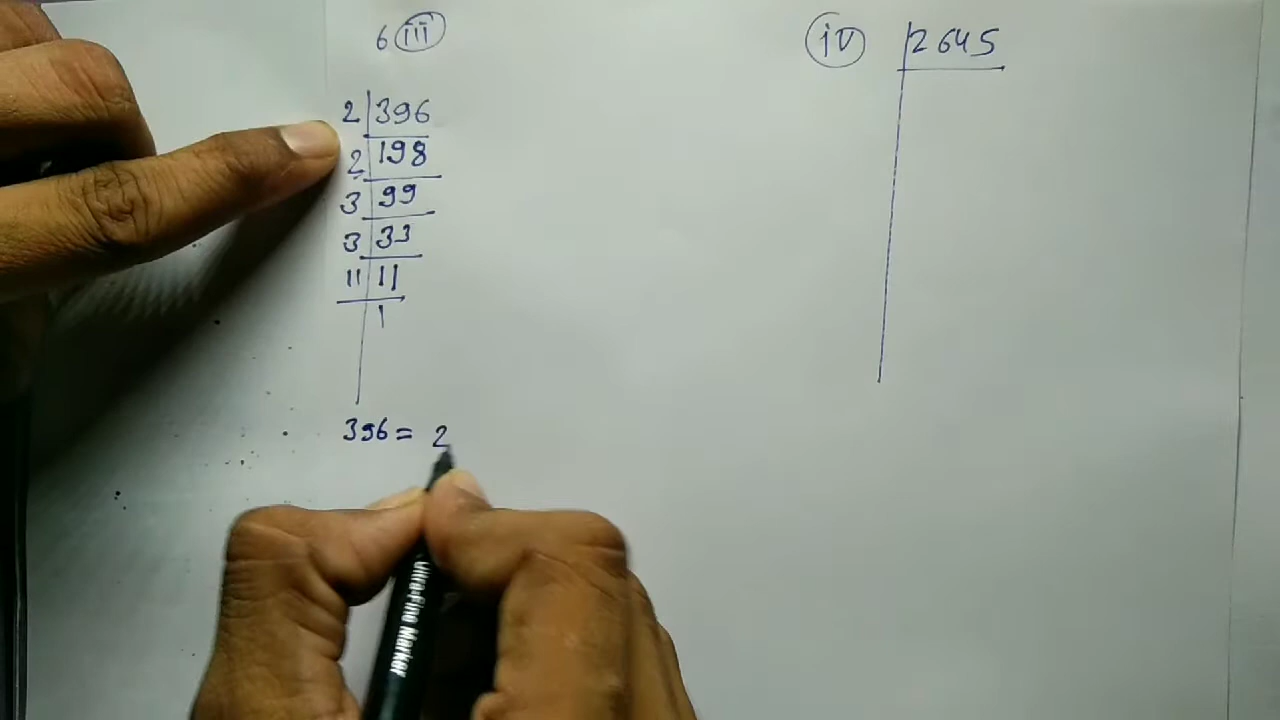 6 iii
2 396
2 198
3 99
3 33
11 11
1
396 = 2
iv 2645
Ultra-Fine Marker